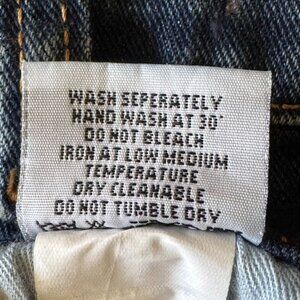 WASH SEPERATELY
HAND WASH AT 30°
DO NOT BLEACH
IRON AT LOW MEDIUM
TEMPERATURE
DRY CLEANABLE
DO NOT TUMBLE DRY